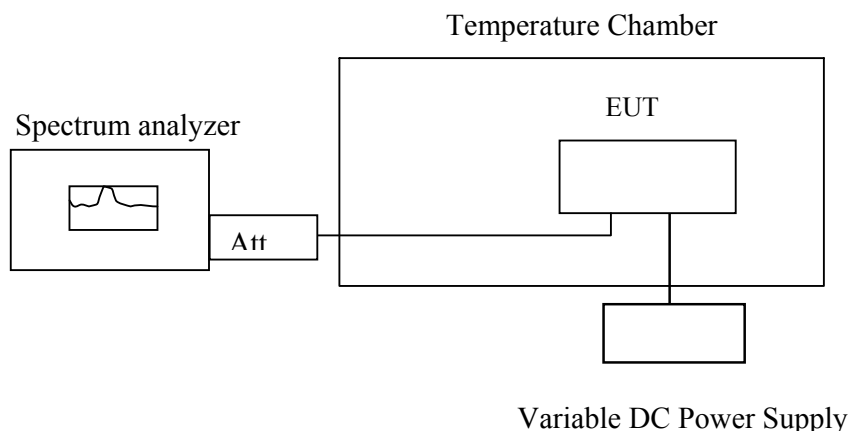 Temperature Chamber
EUT
Spectrum analyzer
Att
Variable DC Power Supply